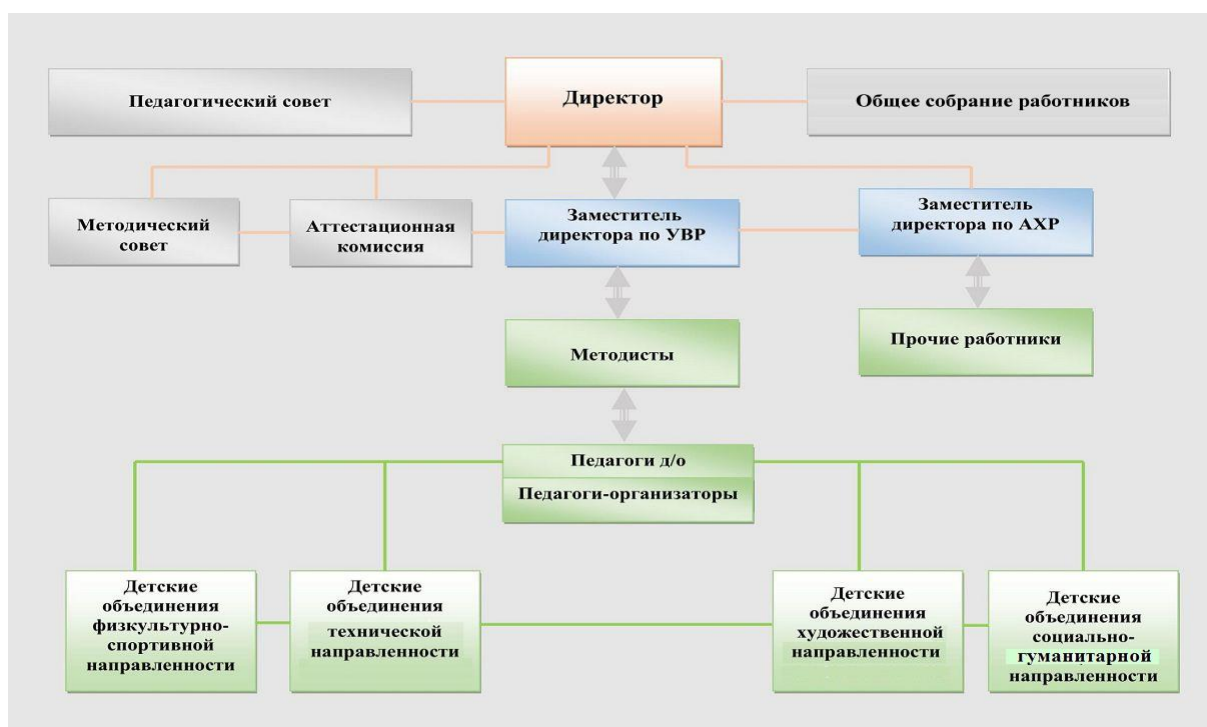 Педагогический совет
Директор
Общее собрание работников
Методический
совет
Аттестационная
комиссия
Заместитель
директора по УВР
Заместитель
директора по АХР
Методисты
Прочие работники
Педагоги д/о
Педагоги-организаторы
Детские
объединения
физкультурно-
спортивной
направленности
Детские
объединения
технической
направленности
Детские
объединения
художественной
направленности
Детские
объединения
социально-
гуманитарной
направленности